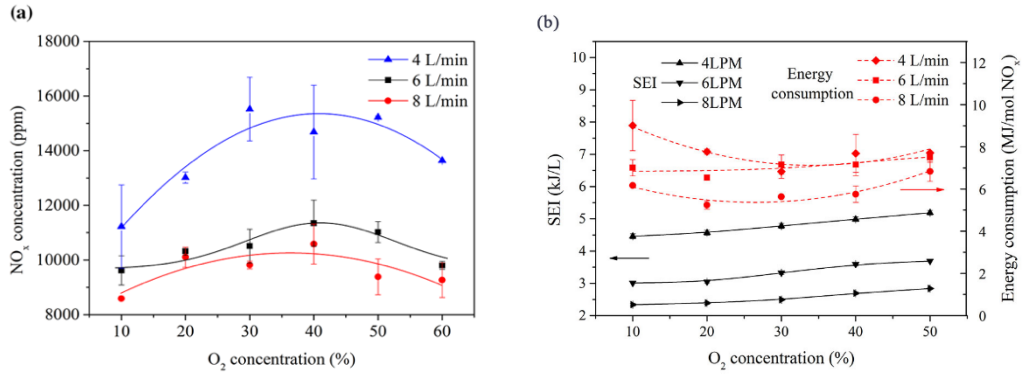 (a)
18000
16000
14000
12000
10000
8000
NOx concentration (ppm)
4 L/min
6 L/min
8 L/min
10 20 30 40 50 60
O2 concentration (%)
(b)
10
9
8
7
6
5
4
3
2
SEI (kJ/L)
4LPM
SEI 6LPM
8LPM
Energy
consumption
4 L/min
6 L/min
8 L/min
12
10
8
6
4
2
0
Energy consumption (MJ/mol NOx)
10 20 30 40 50
O2 concentration (%)